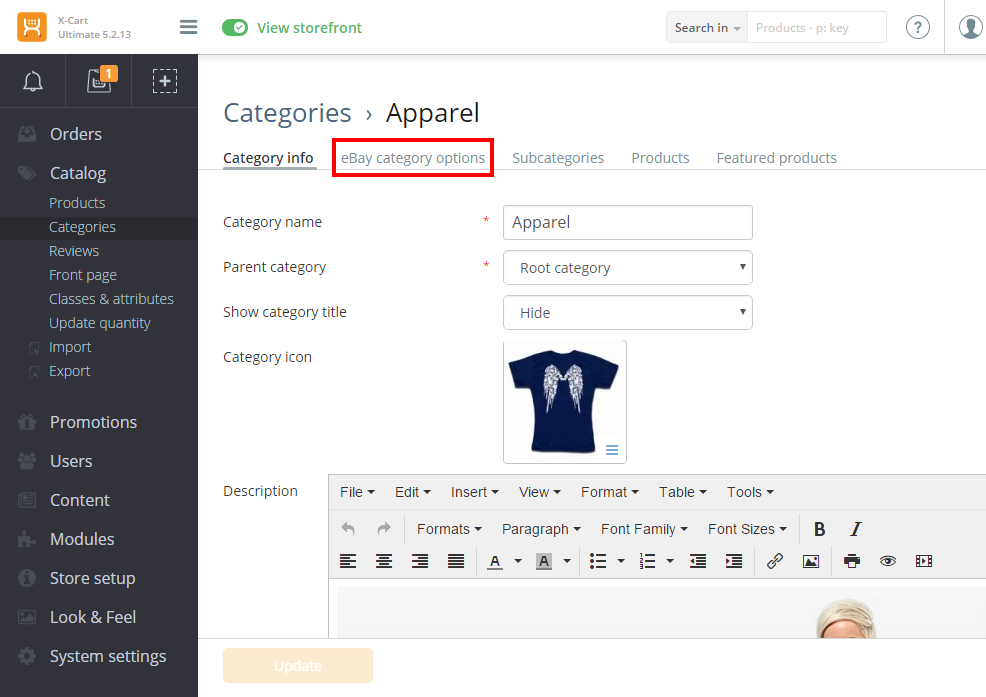 X-Cart
Ultimate 5.2.13
View storefront
Search in
Products - p: key
?
1
Orders
Catalog
Products
Categories
Reviews
Front page
Classes & attributes
Update quantity
Import
Export
Promotions
Users
Content
Modules
Store setup
Look & Feel
System settings
Categories › Apparel
Category info eBay category options Subcategories Products Featured products
Category name * Apparel
Parent category * Root category
Show category title Hide
Category icon
Description
File Edit Insert View Format Table Tools
Formats Paragraph Font Family Font Sizes B I
A A
Update